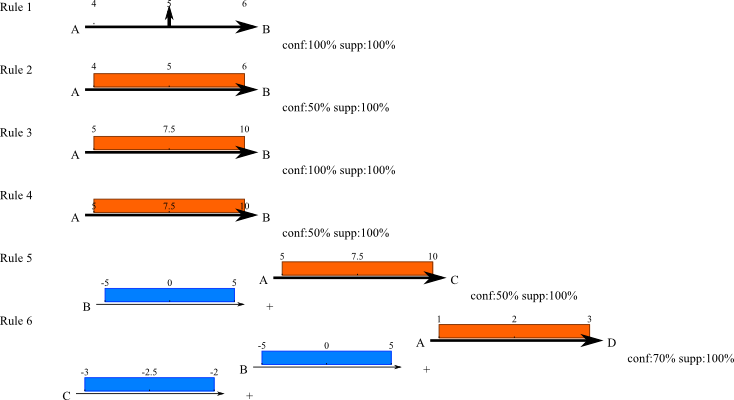 Rule 1
4 5 6
A B
conf:100% supp:100%
Rule 2
4 5 6
A B
conf:50% supp:100%
Rule 3
5 7.5 10
A B
conf:100% supp:100%
Rule 4
5 7.5 10
A B
conf:50% supp:100%
Rule 5
5 7.5 10
A C
conf:50% supp:100%
-5 0 5
B +
Rule 6
1 2 3
A D
conf:70% supp:100%
-5 0 5
B +
-3 -2.5 -2
C +